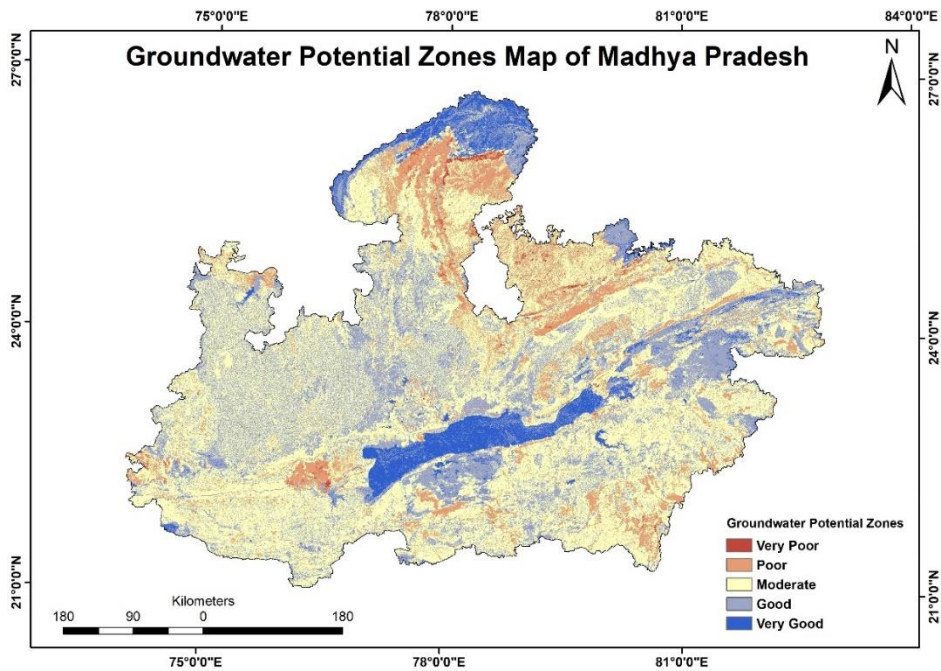 75°0'0"E 78°0'0"E 81°0'0"E 84°0'0"E
Groundwater Potential Zones Map of Madhya Pradesh
N
27°0'0"N 27°0'0"N
24°0'0"N 24°0'0"N
21°0'0"N 21°0'0"N
Groundwater Potential Zones
Very Poor
Poor
Moderate
Good
Very Good
Kilometers
180 90 0 180
75°0'0"E 78°0'0"E 81°0'0"E